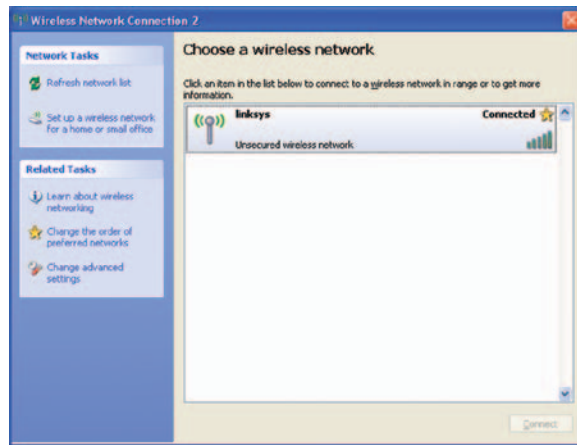 Wireless Network Connection 2
Network Tasks
Refresh network list
Set up a wireless network
for a home or small office
Related Tasks
Learn about wireless
networking
Change the order of
preferred networks
Change advanced
settings
Choose a wireless network
Click an item in the list below to connect to a wireless network in range or to get more
information.
linksys
Connected
Unsecured wireless network
Connect